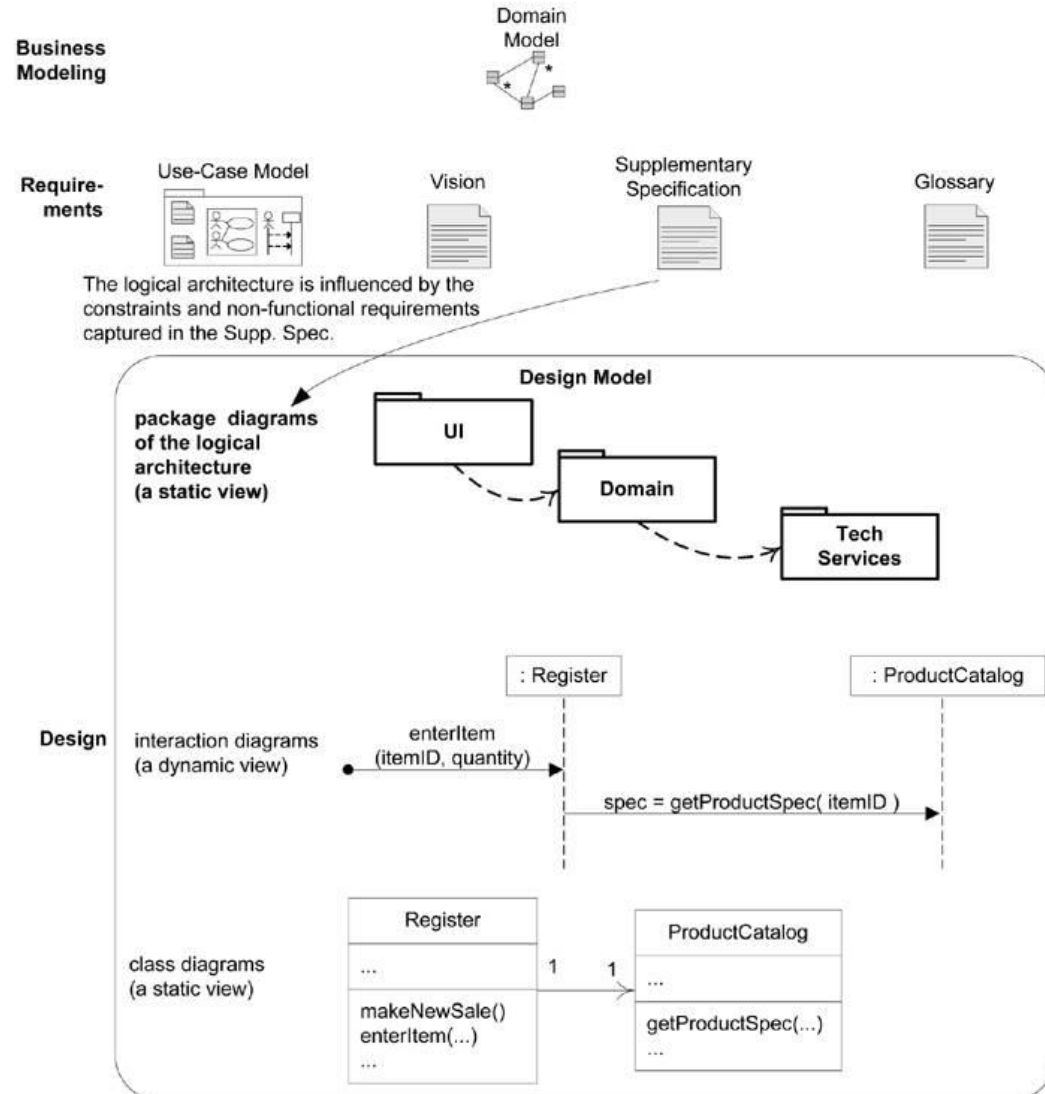 Domain
Model
Business
Modeling
*
*
Require-
ments
Use-Case Model
Vision
Supplementary
Specification
Glossary
The logical architecture is influenced by the
constraints and non-functional requirements
captured in the Supp. Spec.
Design Model
package diagrams
of the logical
architecture
(a static view)
UI
Domain
Tech
Services
: Register
: ProductCatalog
Design
interaction diagrams
(a dynamic view)
enterItem
(itemID, quantity)
spec = getProductSpec( itemID )
class diagrams
(a static view)
Register
...
makeNewSale()
enterItem(...)
...
1
1
ProductCatalog
...
getProductSpec(...)
...